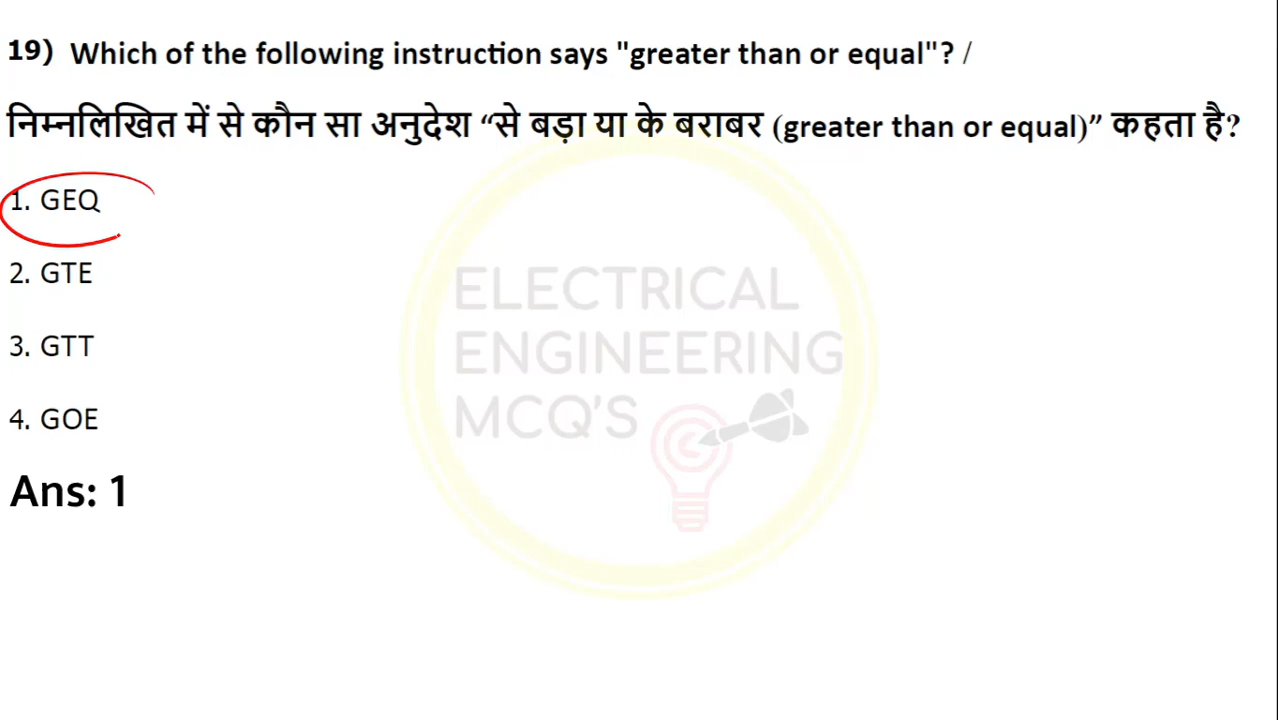 19) Which of the following instruction says "greater than or equal"? /
निम्नलिखित में से कौन सा अनुदेश “से बड़ा या के बराबर (greater than or equal)” कहता है?
1. GEQ
2. GTE
3. GTT
4. GOE
Ans: 1
ELECTRICAL
ENGINEERING
MCQ'S